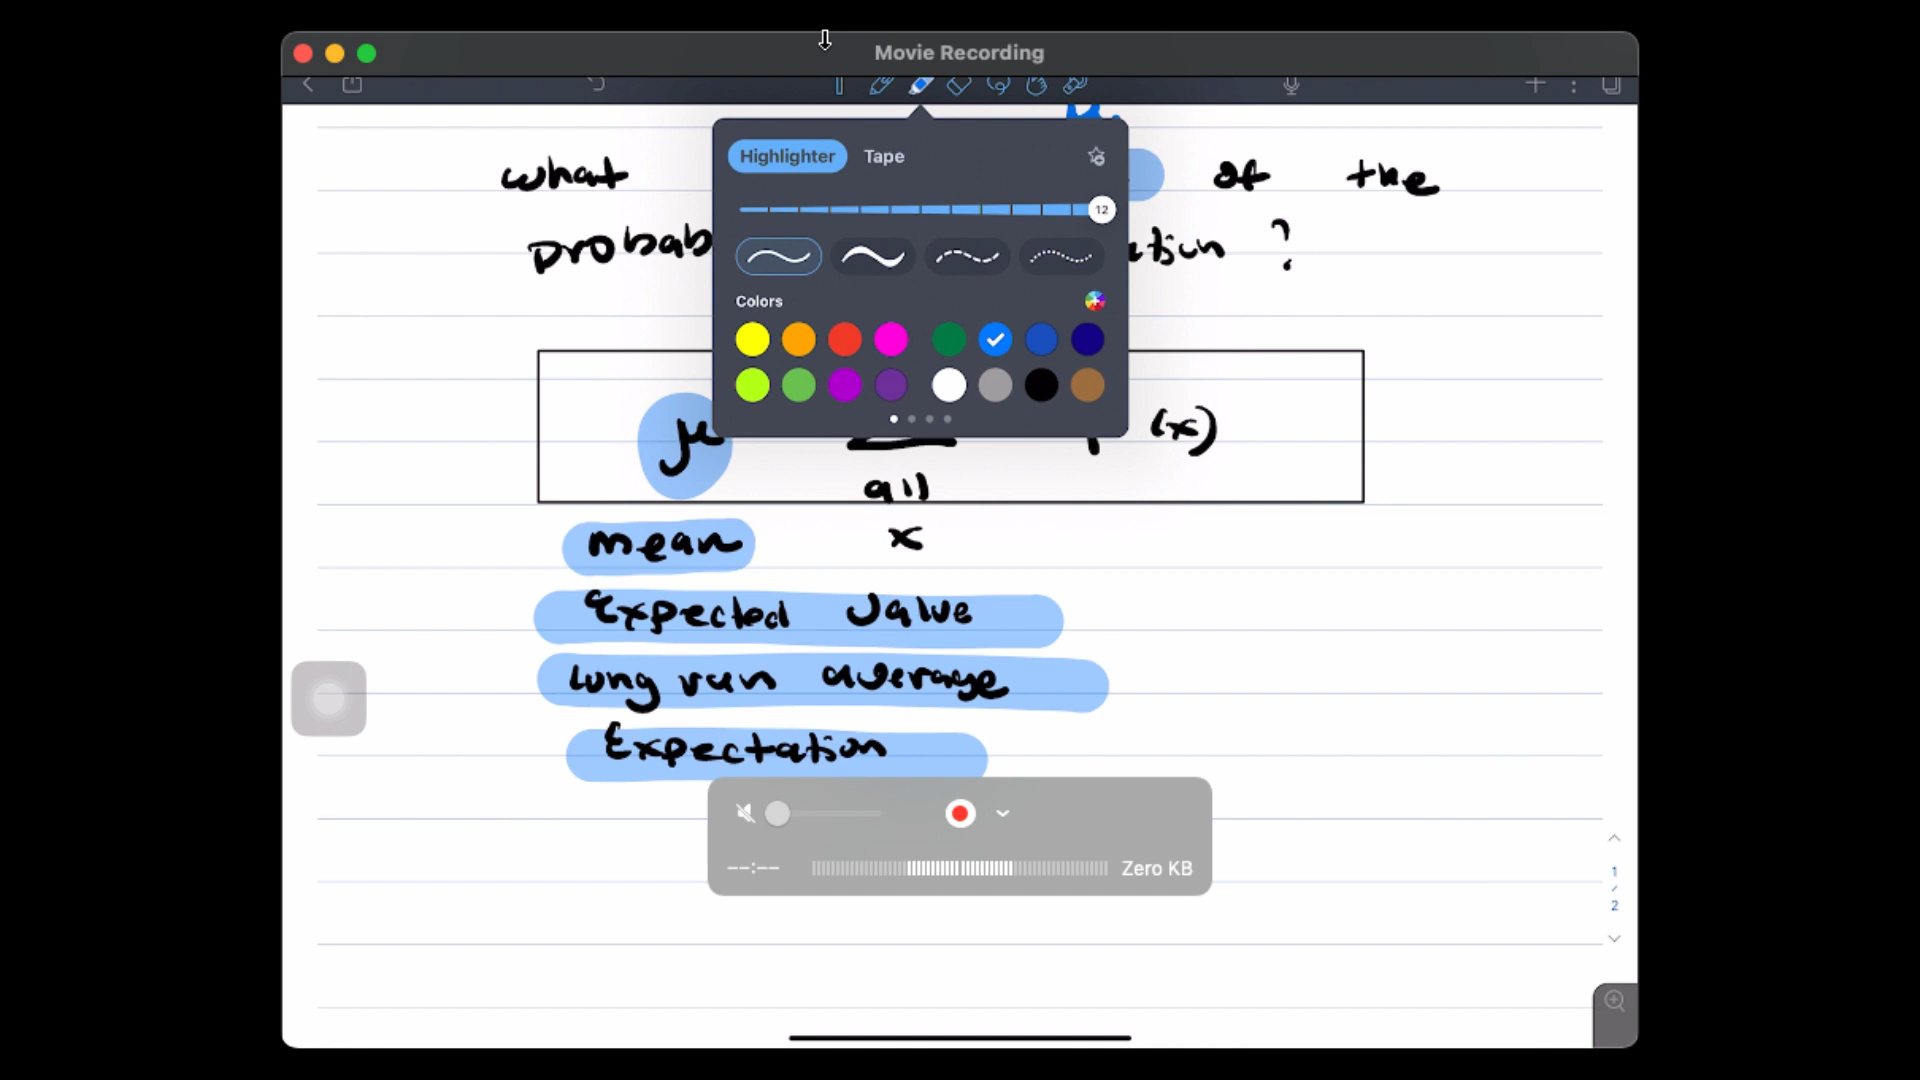 Movie Recording
Highlighter Tape
what of the
12
probab ation ?
Colors
μ (x)
all
mean x
Expected Value
long run average
Expectation
--:-- Zero KB
1
/
2